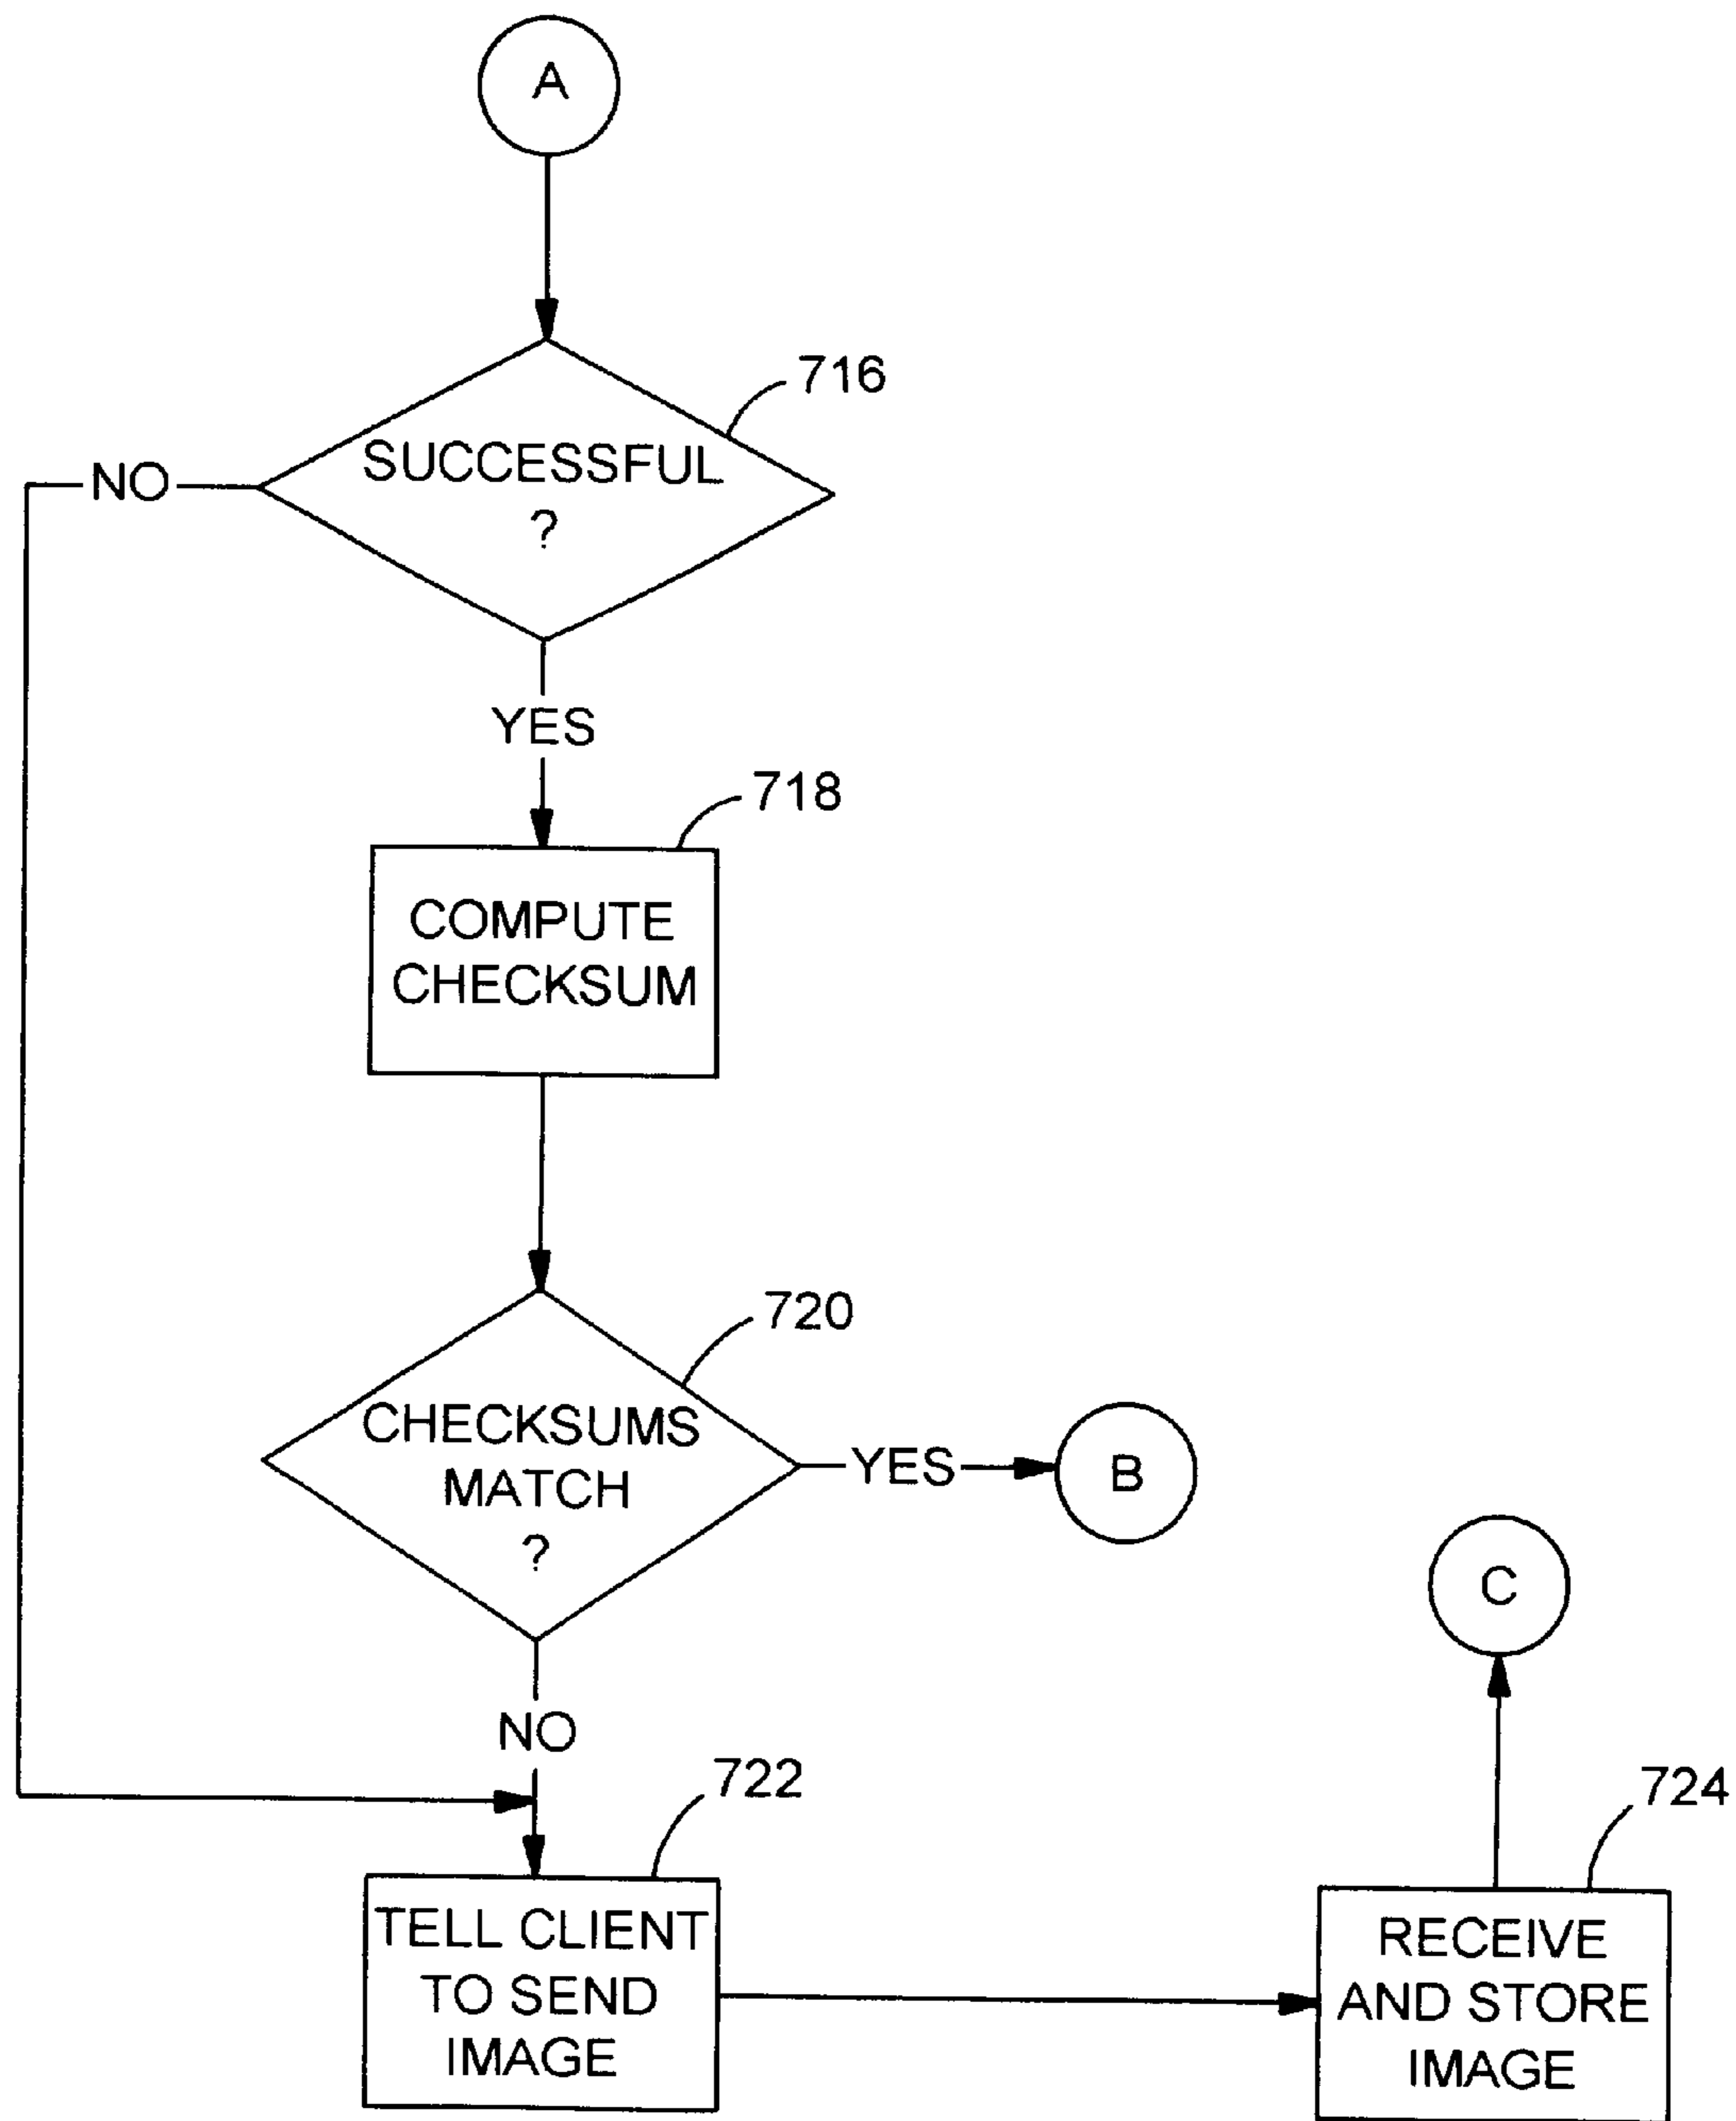 A
716
SUCCESSFUL
?
NO
YES
718
COMPUTE
CHECKSUM
720
CHECKSUMS
MATCH
?
YES
B
C
NO
722
724
TELL CLIENT
TO SEND
IMAGE
RECEIVE
AND STORE
IMAGE